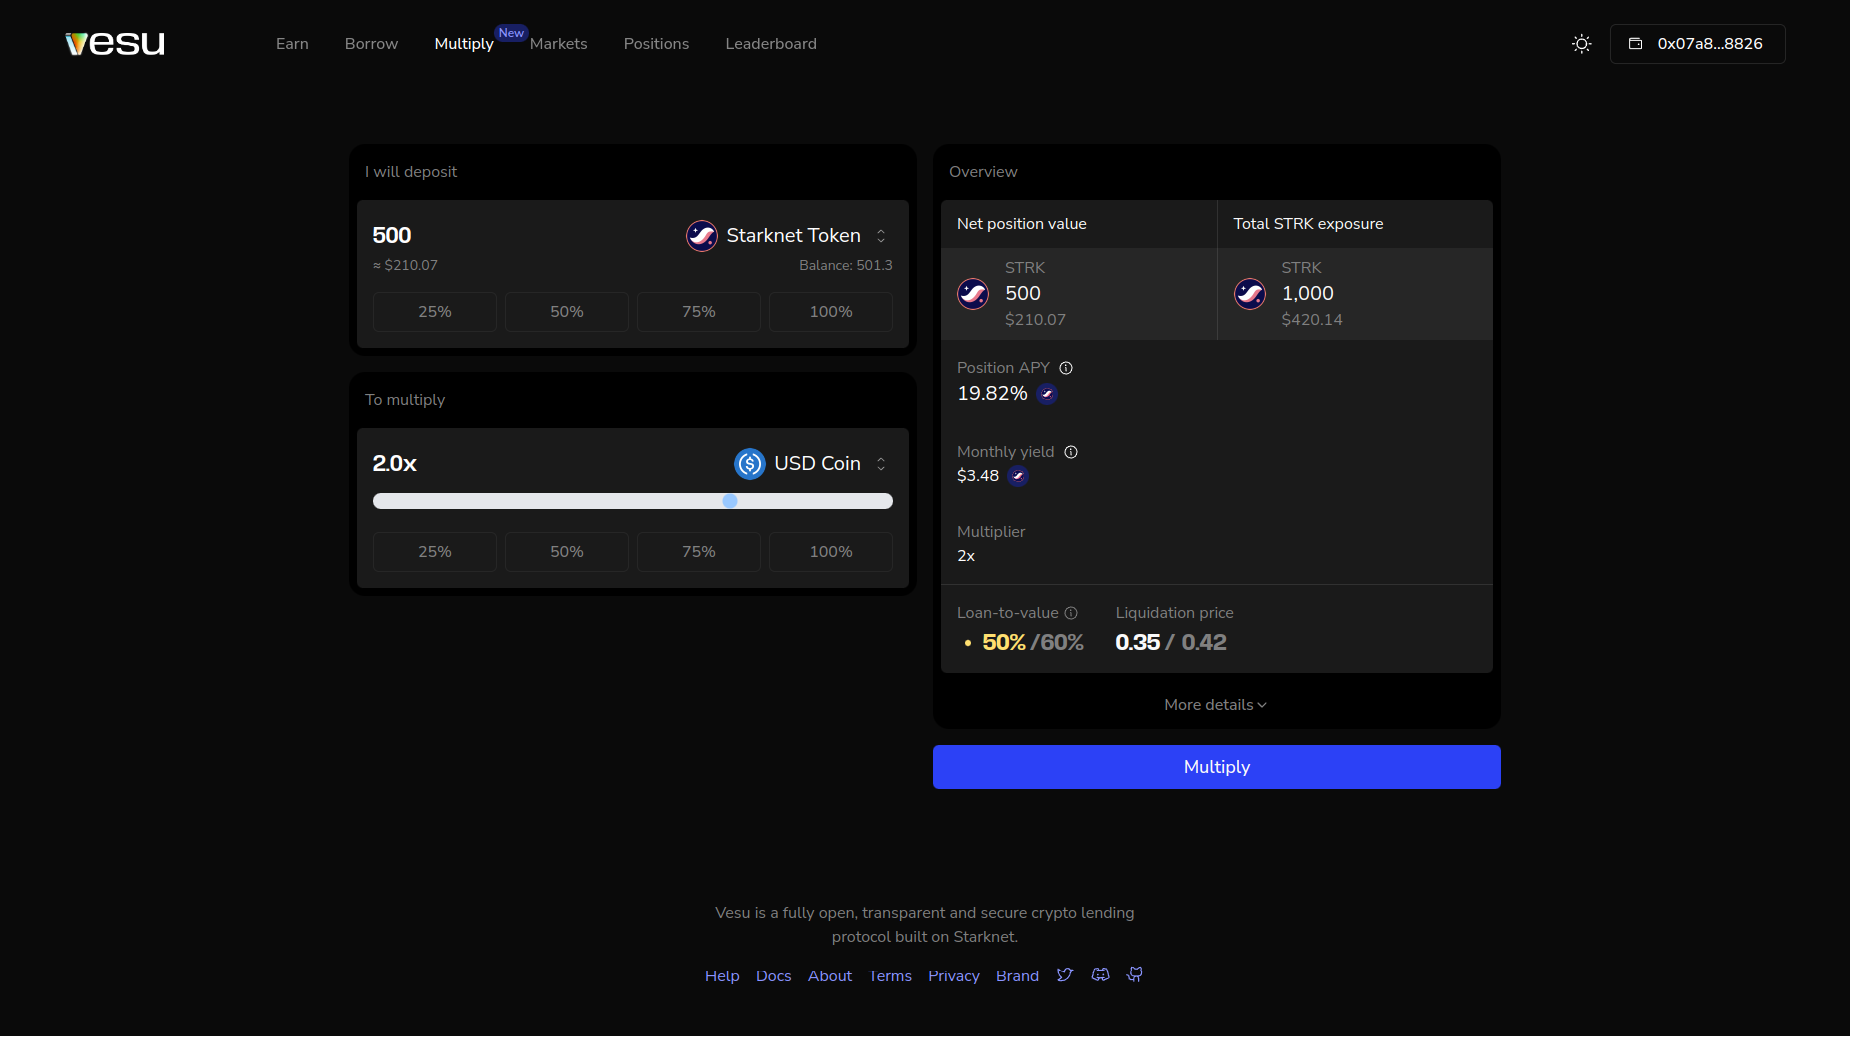 vesu
Earn
Borrow
Multiply
New
Markets
Positions
Leaderboard
0x07a8...8826
I will deposit
500
Starknet Token
≈ $210.07
Balance: 501.3
25%
50%
75%
100%
To multiply
2.0x
USD Coin
25%
50%
75%
100%
Overview
Net position value
Total STRK exposure
STRK
500
$210.07
STRK
1,000
$420.14
Position APY
19.82%
Monthly yield
$3.48
Multiplier
2x
Loan-to-value
Liquidation price
50% /60%
0.35 / 0.42
More details
Multiply
Vesu is a fully open, transparent and secure crypto lending
protocol built on Starknet.
Help
Docs
About
Terms
Privacy
Brand